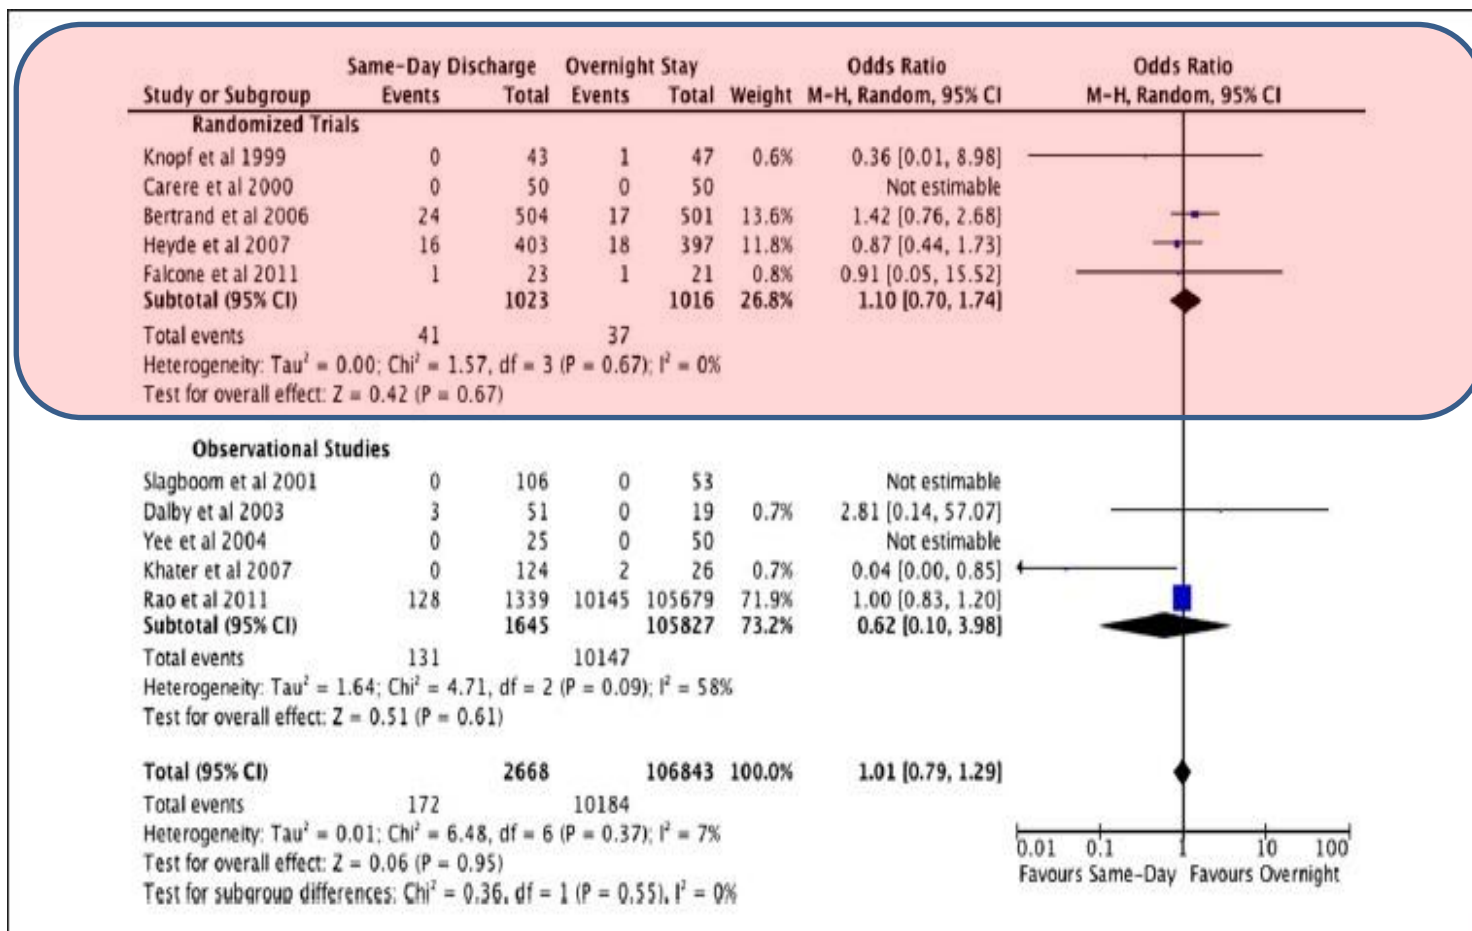 Same-Day Discharge Overnight Stay Odds Ratio Odds Ratio
Study or Subgroup Events Total Events Total Weight M-H, Random, 95% CI M-H, Random, 95% CI
Randomized Trials
Knopf et al 1999 0 43 1 47 0.6% 0.36 [0.01, 8.98]
Carere et al 2000 0 50 0 50 Not estimable
Bertrand et al 2006 24 504 17 501 13.6% 1.42 [0.76, 2.68]
Heyde et al 2007 16 403 18 397 11.8% 0.87 [0.44, 1.73]
Falcone et al 2011 1 23 1 21 0.8% 0.91 [0.05, 15.52]
Subtotal (95% CI) 1023 1016 26.8% 1.10 [0.70, 1.74]
Total events 41 37
Heterogeneity: Tau² = 0.00; Chi² = 1.57, df = 3 (P = 0.67); I² = 0%
Test for overall effect: Z = 0.42 (P = 0.67)
Observational Studies
Slagboom et al 2001 0 106 0 53 Not estimable
Dalby et al 2003 3 51 0 19 0.7% 2.81 [0.14, 57.07]
Yee et al 2004 0 25 0 50 Not estimable
Khater et al 2007 0 124 2 26 0.7% 0.04 [0.00, 0.85]
Rao et al 2011 128 1339 10145 105679 71.9% 1.00 [0.83, 1.20]
Subtotal (95% CI) 1645 105827 73.2% 0.62 [0.10, 3.98]
Total events 131 10147
Heterogeneity: Tau² = 1.64; Chi² = 4.71, df = 2 (P = 0.09); I² = 58%
Test for overall effect: Z = 0.51 (P = 0.61)
Total (95% CI) 2668 106843 100.0% 1.01 [0.79, 1.29]
Total events 172 10184
Heterogeneity: Tau² = 0.01; Chi² = 6.48, df = 6 (P = 0.37); I² = 7%
Test for overall effect: Z = 0.06 (P = 0.95)
Test for subgroup differences: Chi² = 0.36, df = 1 (P = 0.55), I² = 0%
0.01 0.1 1 10 100
Favours Same-Day Favours Overnight